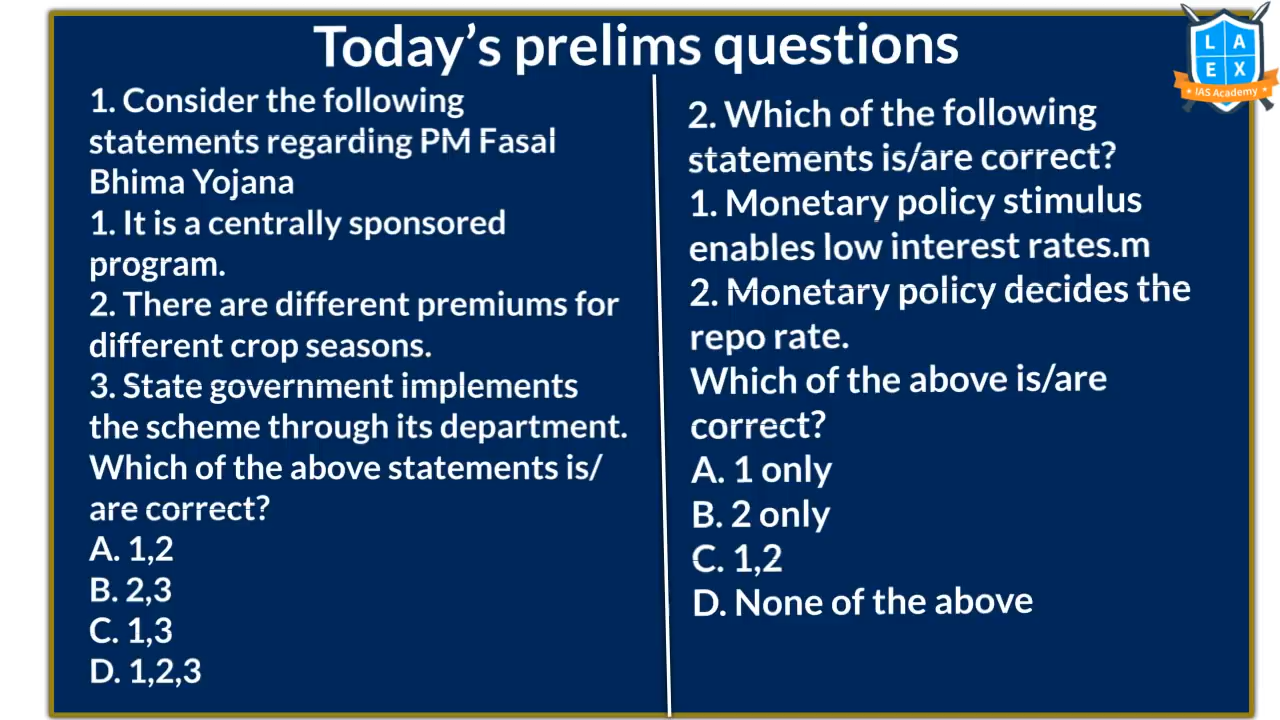 Today's prelims questions
1. Consider the following
statements regarding PM Fasal
Bhima Yojana
1. It is a centrally sponsored
program.
2. There are different premiums for
different crop seasons.
3. State government implements
the scheme through its department.
Which of the above statements is/
are correct?
A. 1,2
B. 2,3
C. 1,3
D. 1,2,3
2. Which of the following
statements is/are correct?
1. Monetary policy stimulus
enables low interest rates.m
2. Monetary policy decides the
repo rate.
Which of the above is/are
correct?
A. 1 only
B. 2 only
C. 1,2
D. None of the above
L A
E X
IAS Academy